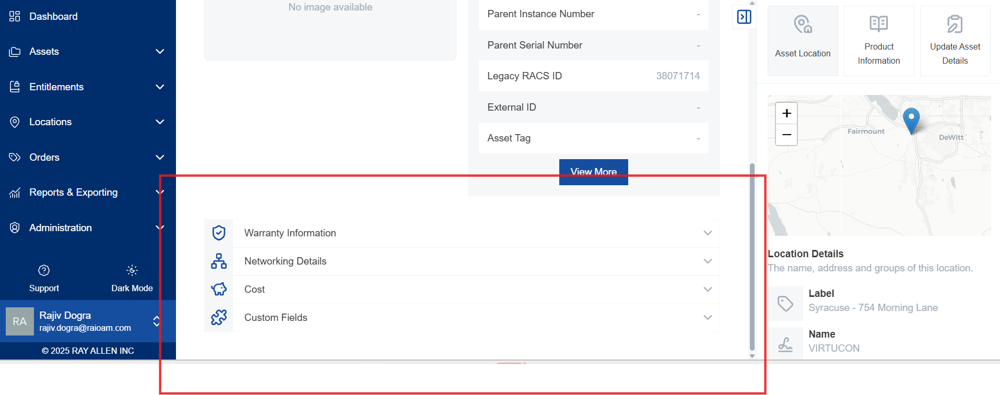 Dashboard
Assets
Entitlements
Locations
Orders
Reports & Exporting
Administration
Support
Dark Mode
RA
Rajiv Dogra
rajiv.dogra@raioam.com
© 2025 RAY ALLEN INC
No image available
Parent Instance Number -
Parent Serial Number -
Legacy RACS ID 38071714
External ID -
Asset Tag -
View More
Warranty Information
Networking Details
Cost
Custom Fields
Asset Location
Product
Information
Update Asset
Details
+
−
Fairmount
DeWitt
Location Details
The name, address and groups of this location.
Label
Syracuse - 754 Morning Lane
Name
VIRTUCON